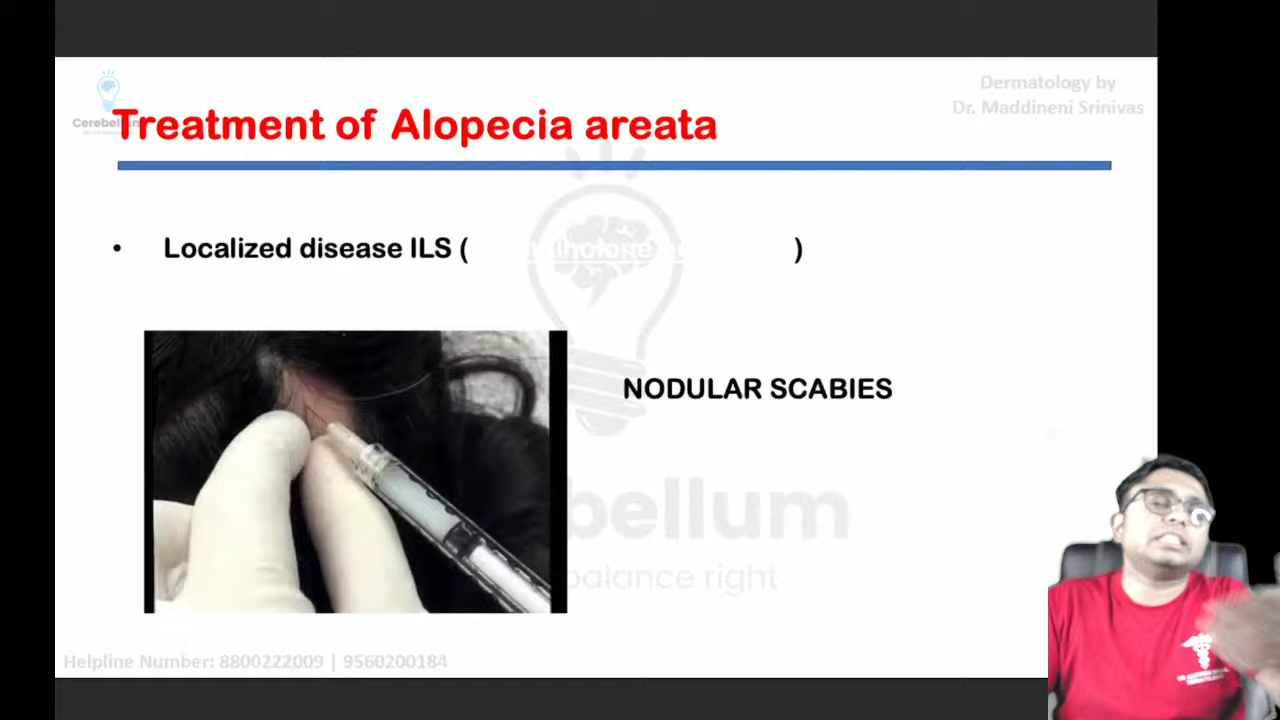 Dermatology by
Dr. Maddineni Srinivas
Treatment of Alopecia areata
• Localized disease ILS ( )
NODULAR SCABIES
bellum
balance right
Helpline Number: 8800222009 | 9560200184